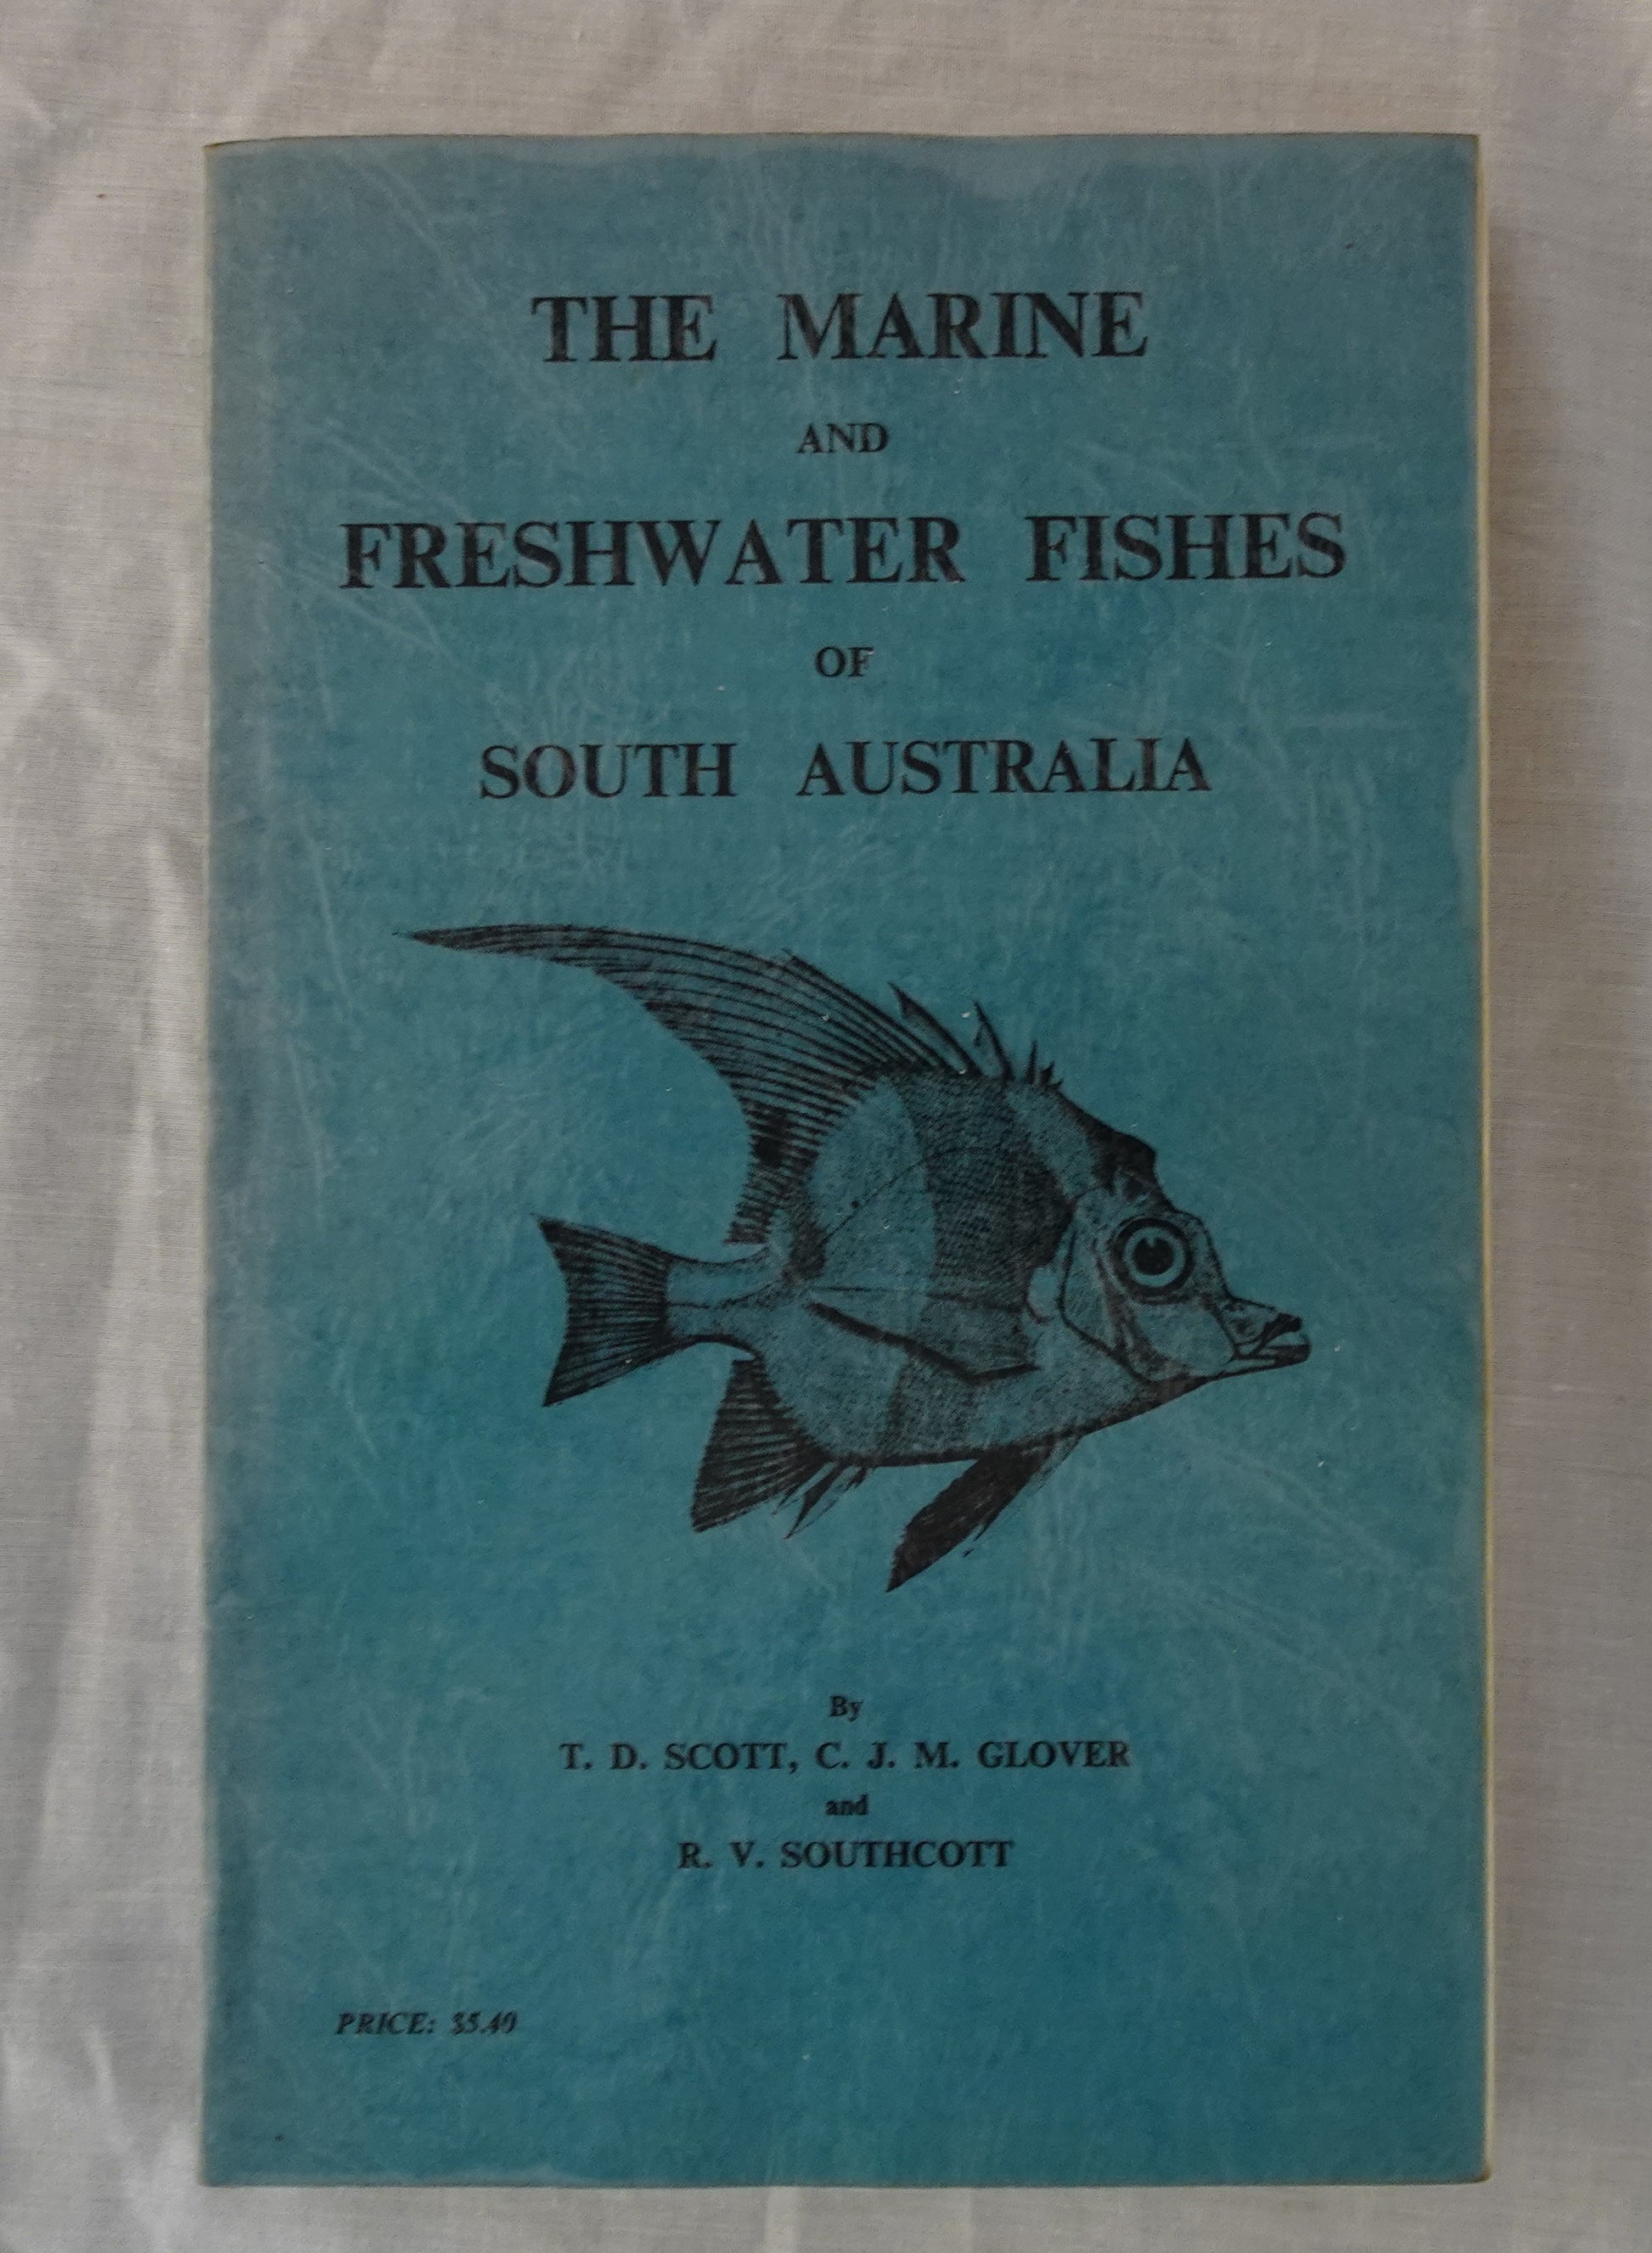 THE MARINE
AND
FRESHWATER FISHES
OF
SOUTH AUSTRALIA
By
T. D. SCOTT, C. J. M. GLOVER
and
R. V. SOUTHCOTT
PRICE: $5.40